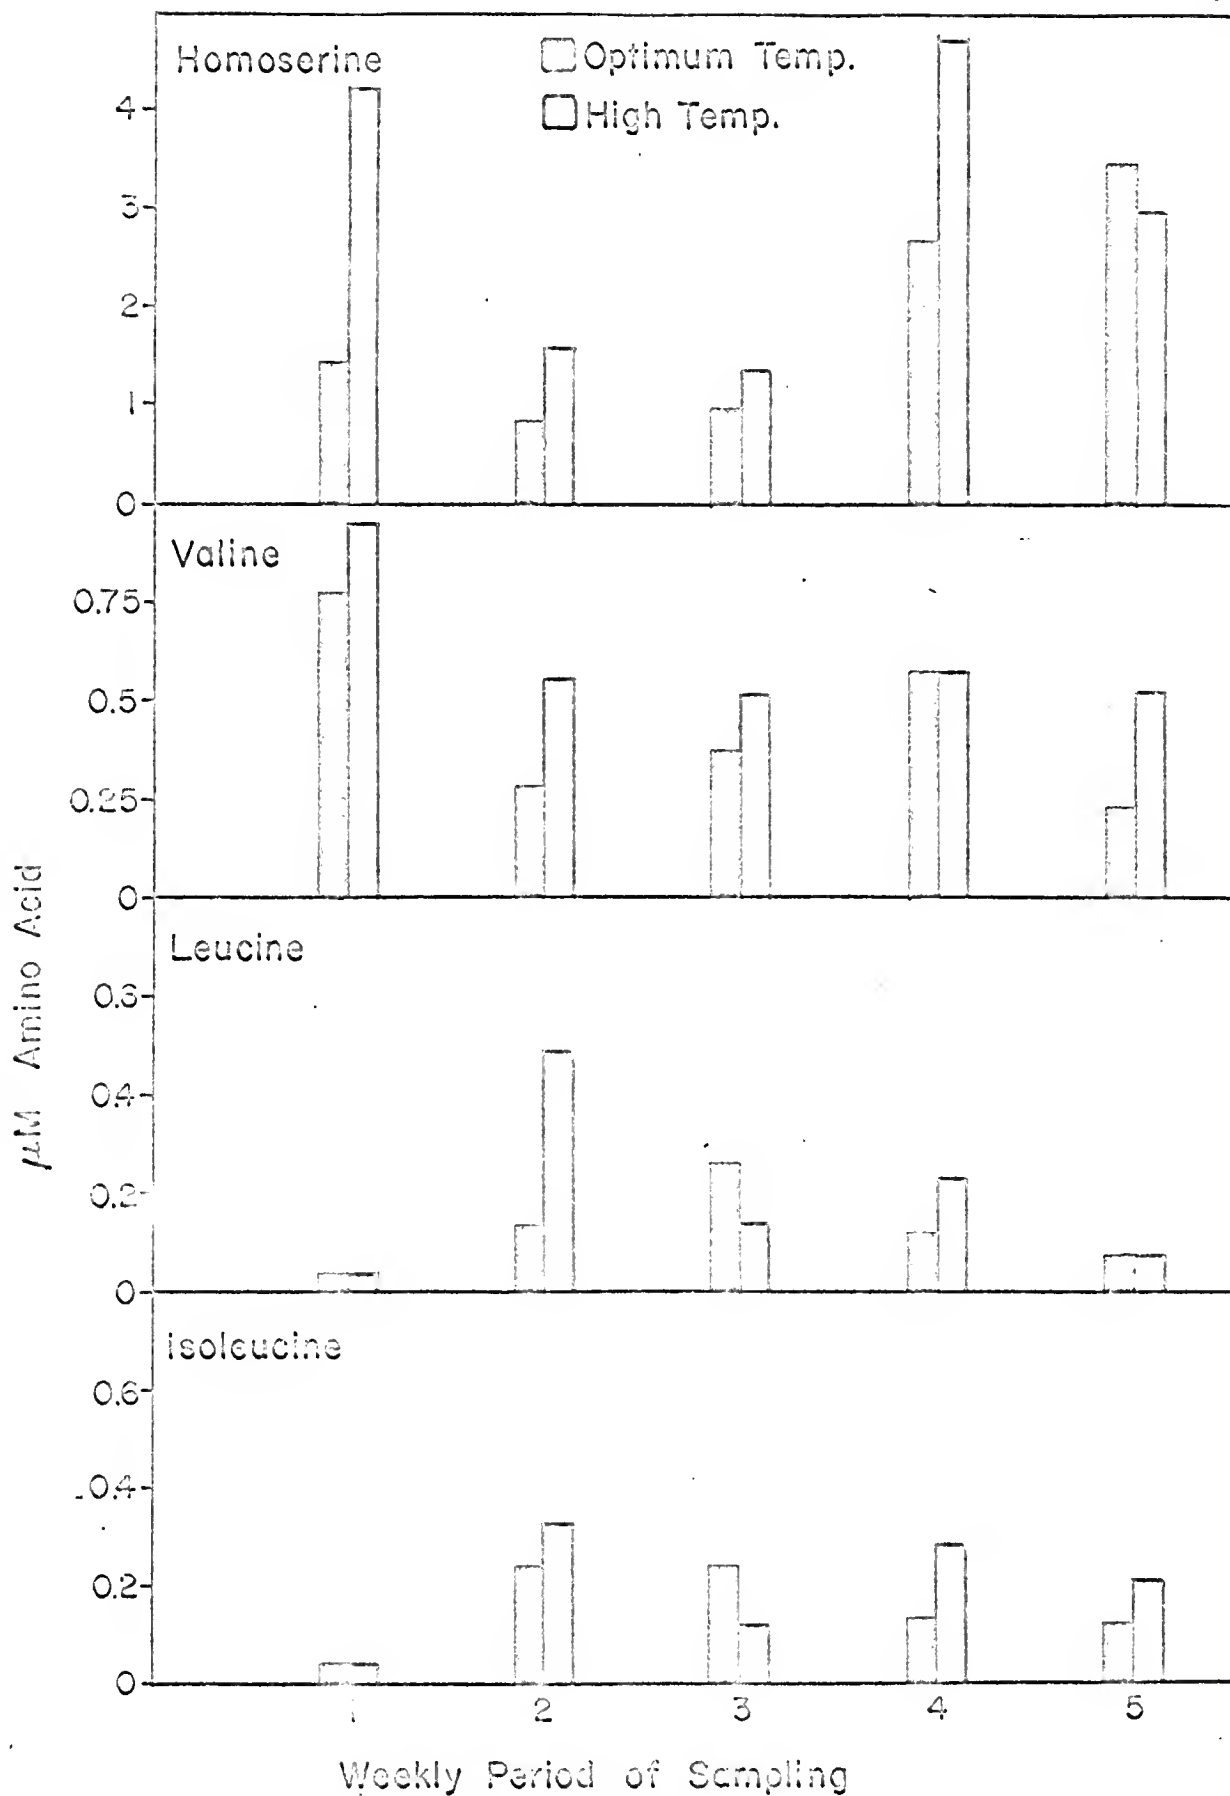 Homoserine
Optimum Temp.
High Temp.
4
3
2
1
0
Valine
0.75
0.5
0.25
0
Leucine
0.6
0.4
0.2
0
Isoleucine
0.6
0.4
0.2
0
μM Amino Acid
1 2 3 4 5
Weekly Period of Sampling